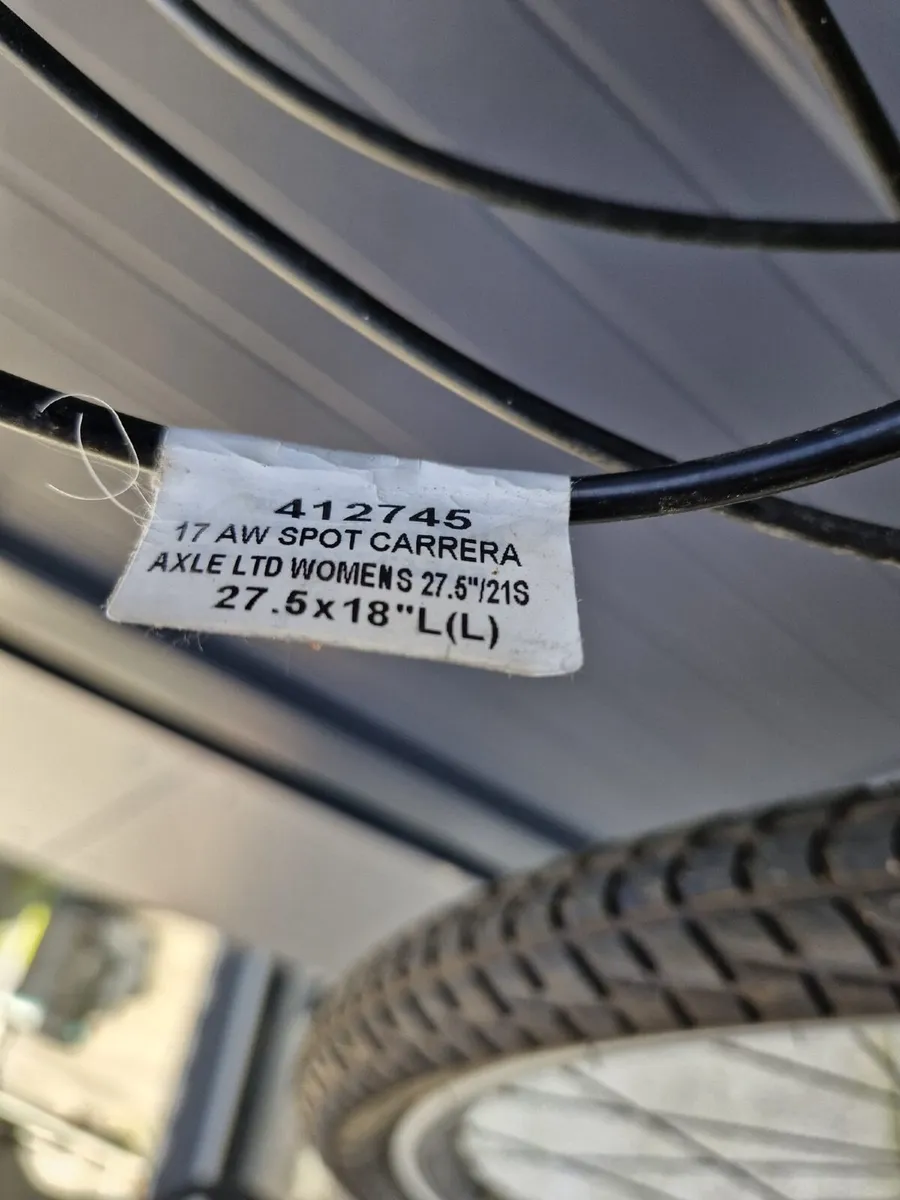 412745
17 AW SPOT CARRERA
AXLE LTD WOMENS 27.5"/21S
27.5x18"L(L)